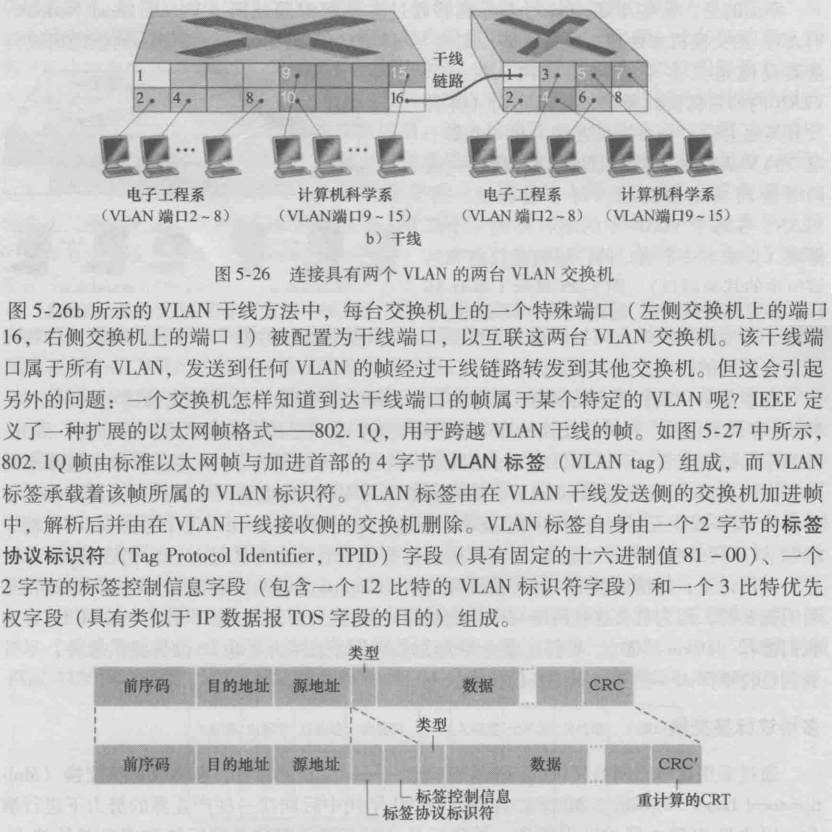 1 9 15 干线 1 3 5 7
链路
2 4 8 10 16 2 4 6 8
电子工程系 计算机科学系 电子工程系 计算机科学系
(VLAN 端口2~8) (VLAN端口9~15) (VLAN端口2~8) (VLAN端口9~15)
b) 干线
图 5-26 连接具有两个 VLAN 的两台 VLAN 交换机
图 5-26b 所示的 VLAN 干线方法中，每台交换机上的一个特殊端口（左侧交换机上的端口
16，右侧交换机上的端口 1）被配置为干线端口，以互联这两台 VLAN 交换机。该干线端
口属于所有 VLAN，发送到任何 VLAN 的帧经过干线链路转发到其他交换机。但这会引起
另外的问题：一个交换机怎样知道到达干线端口的帧属于某个特定的 VLAN 呢？IEEE 定
义了一种扩展的以太网帧格式——802.1Q，用于跨越 VLAN 干线的帧。如图 5-27 中所示，
802.1Q 帧由标准以太网帧与加进首部的 4 字节 VLAN 标签（VLAN tag）组成，而 VLAN
标签承载着该帧所属的 VLAN 标识符。VLAN 标签由在 VLAN 干线发送侧的交换机加进帧
中，解析后并由在 VLAN 干线接收侧的交换机删除。VLAN 标签自身由一个 2 字节的标签
协议标识符（Tag Protocol Identifier，TPID）字段（具有固定的十六进制值 81-00）、一个
2 字节的标签控制信息字段（包含一个 12 比特的 VLAN 标识符字段）和一个 3 比特优先
权字段（具有类似于 IP 数据报 TOS 字段的目的）组成。
类型
前序码 目的地址 源地址 数据 CRC
类型
前序码 目的地址 源地址 数据 CRC'
标签控制信息 重计算的CRT
标签协议标识符